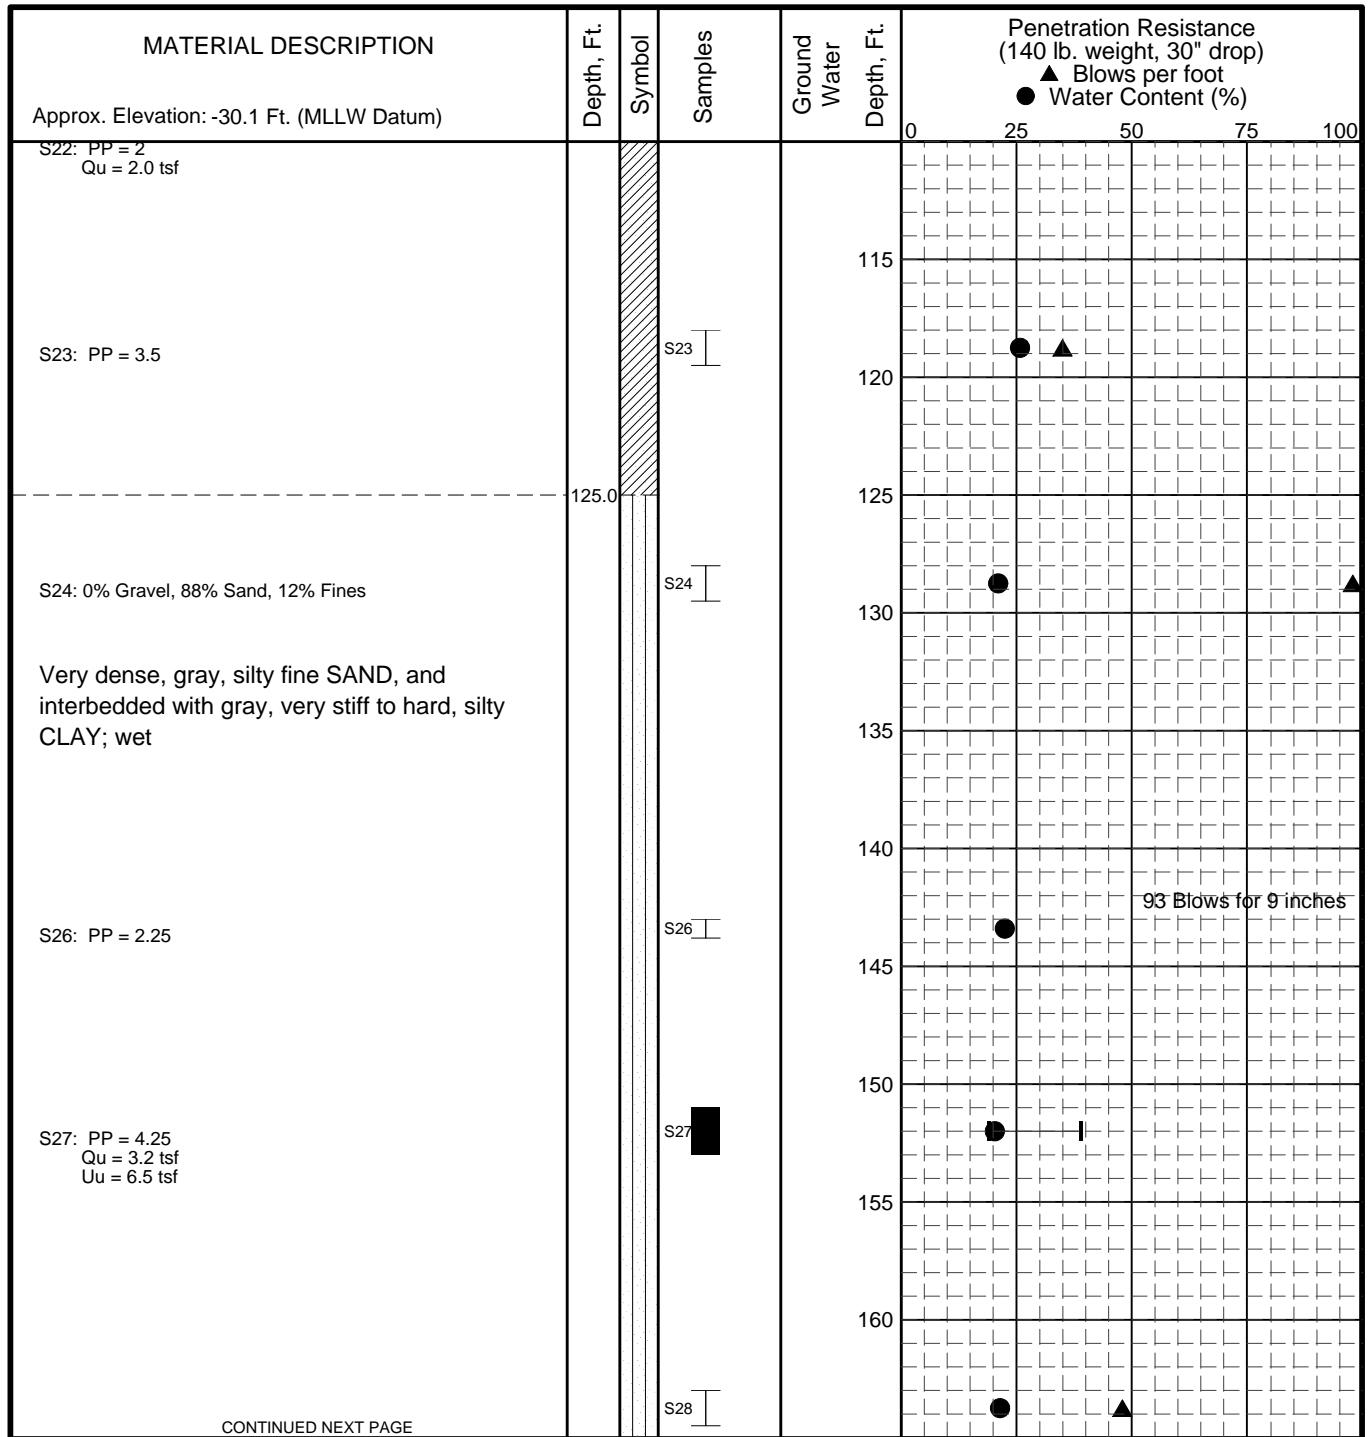 MATERIAL DESCRIPTION
Approx. Elevation: -30.1 Ft. (MLLW Datum)
Depth, Ft.
Symbol
Samples
Ground
Water
Depth, Ft.
Penetration Resistance
(140 lb. weight, 30" drop)
▲ Blows per foot
● Water Content (%)
0 25 50 75 100
S22: PP = 2
Qu = 2.0 tsf
115
S23: PP = 3.5
S23
120
125.0
125
S24: 0% Gravel, 88% Sand, 12% Fines
S24
130
Very dense, gray, silty fine SAND, and
interbedded with gray, very stiff to hard, silty
CLAY; wet
135
140
93 Blows for 9 inches
S26: PP = 2.25
S26
145
150
S27: PP = 4.25
Qu = 3.2 tsf
Uu = 6.5 tsf
S27
155
160
S28
CONTINUED NEXT PAGE